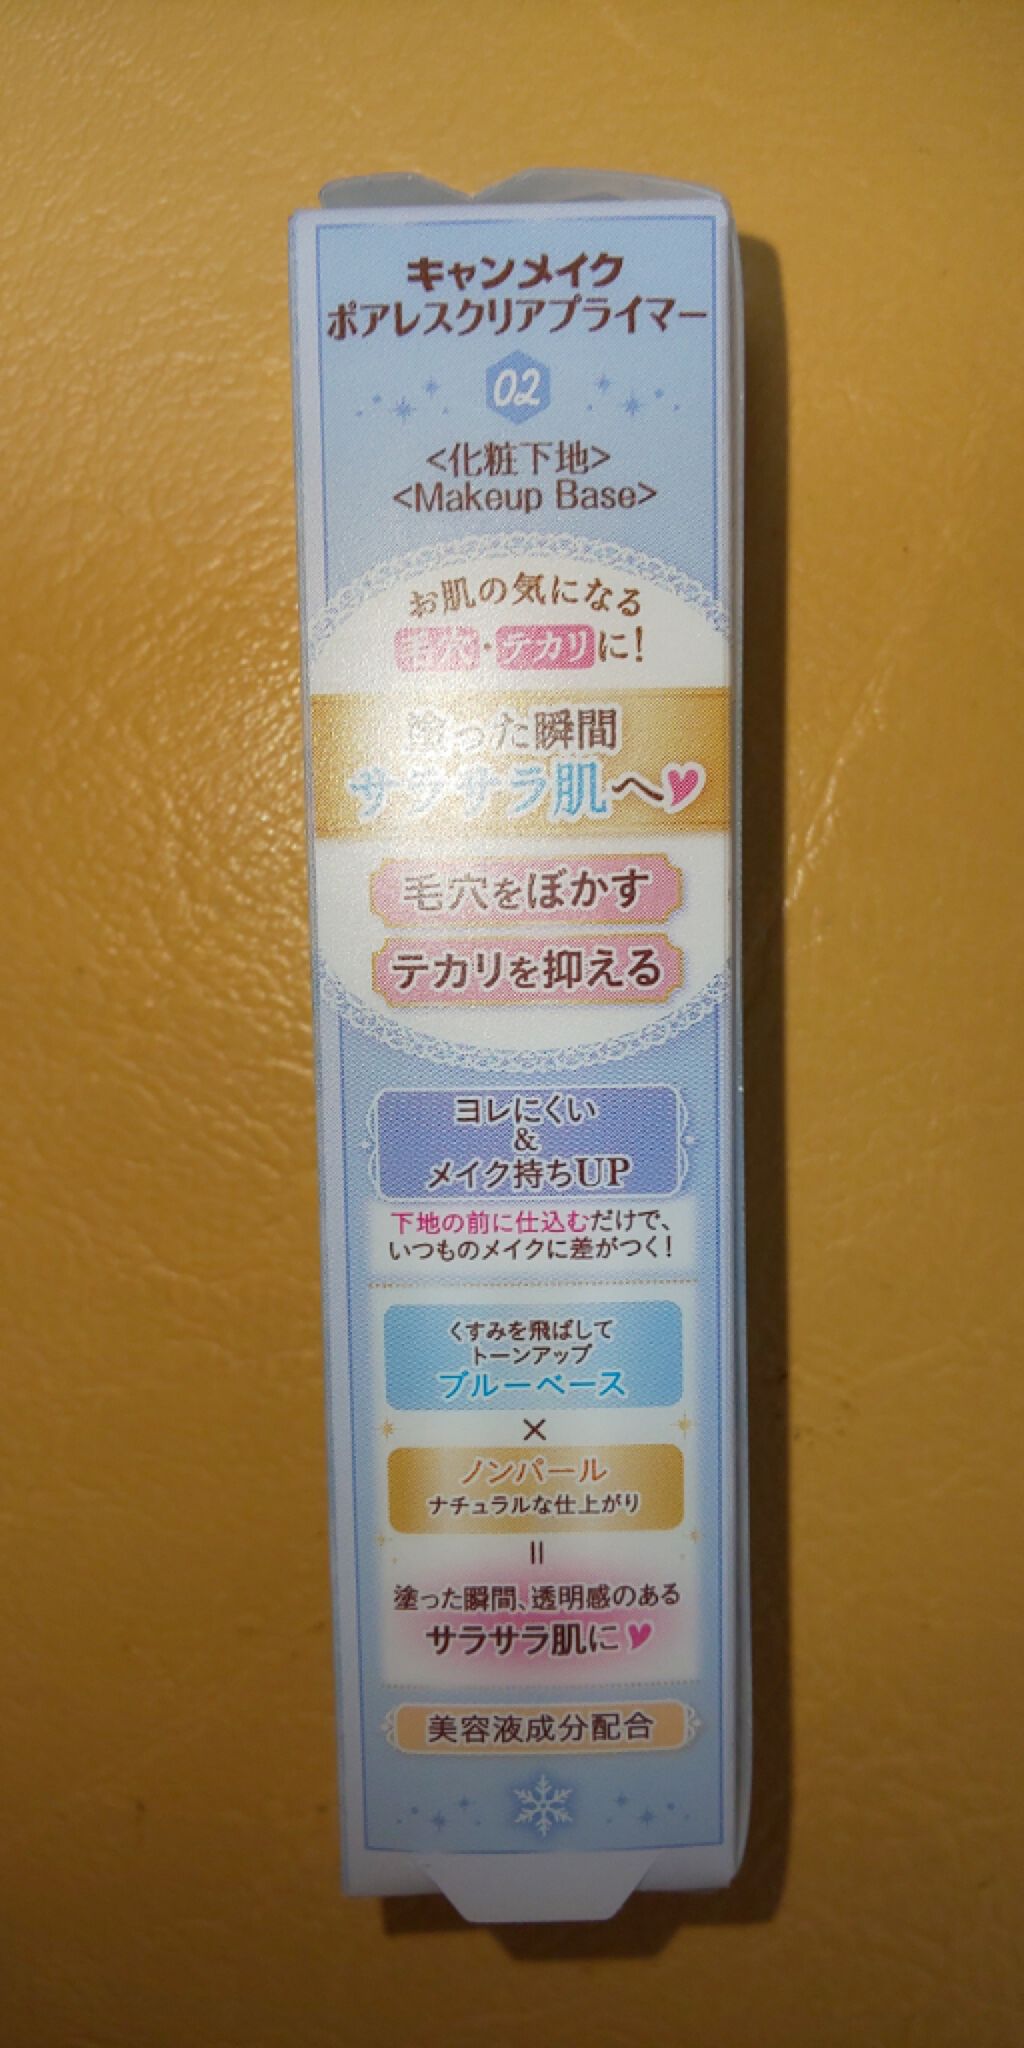 キャンメイク
ポアレスクリアプライマー
02
<化粧下地>
<Makeup Base>
お肌の気になる
毛穴・テカリに!
塗った瞬間
サラサラ肌へ
毛穴をぼかす
テカリを抑える
ヨレにくい
&
メイク持ちUP
下地の前に仕込むだけで、
いつものメイクに差がつく!
くすみを飛ばして
トーンアップ
ブルーベース
×
ノンパール
ナチュラルな仕上がり
=
塗った瞬間、透明感のある
サラサラ肌に
美容液成分配合